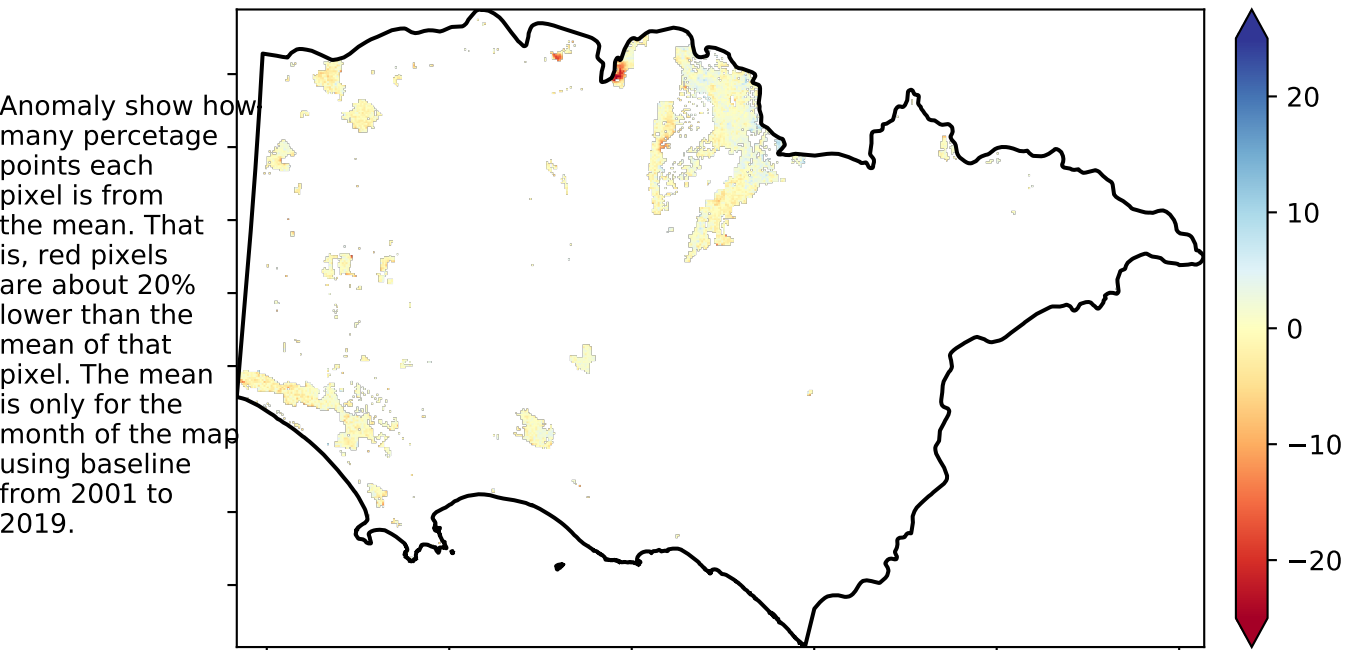 Anomaly show how
many percetage
points each
pixel is from
the mean. That
is, red pixels
are about 20%
lower than the
mean of that
pixel. The mean
is only for the
month of the map
using baseline
from 2001 to
2019.
20
10
0
−10
−20